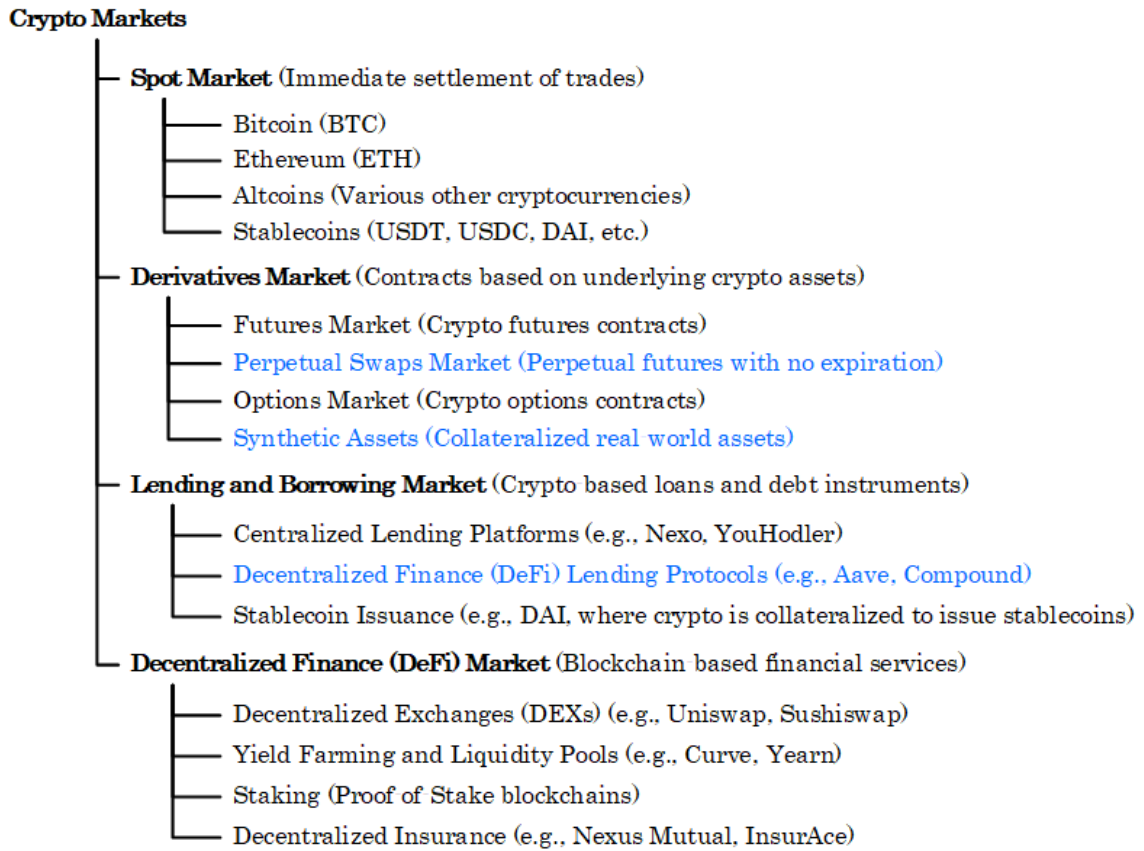 Crypto Markets
Spot Market (Immediate settlement of trades)
Bitcoin (BTC)
Ethereum (ETH)
Altcoins (Various other cryptocurrencies)
Stablecoins (USDT, USDC, DAI, etc.)
Derivatives Market (Contracts based on underlying crypto assets)
Futures Market (Crypto futures contracts)
Perpetual Swaps Market (Perpetual futures with no expiration)
Options Market (Crypto options contracts)
Synthetic Assets (Collateralized real-world assets)
Lending and Borrowing Market (Crypto-based loans and debt instruments)
Centralized Lending Platforms (e.g., Nexo, YouHodler)
Decentralized Finance (DeFi) Lending Protocols (e.g., Aave, Compound)
Stablecoin Issuance (e.g., DAI, where crypto is collateralized to issue stablecoins)
Decentralized Finance (DeFi) Market (Blockchain-based financial services)
Decentralized Exchanges (DEXs) (e.g., Uniswap, Sushiswap)
Yield Farming and Liquidity Pools (e.g., Curve, Yearn)
Staking (Proof-of-Stake blockchains)
Decentralized Insurance (e.g., Nexus Mutual, InsurAce)